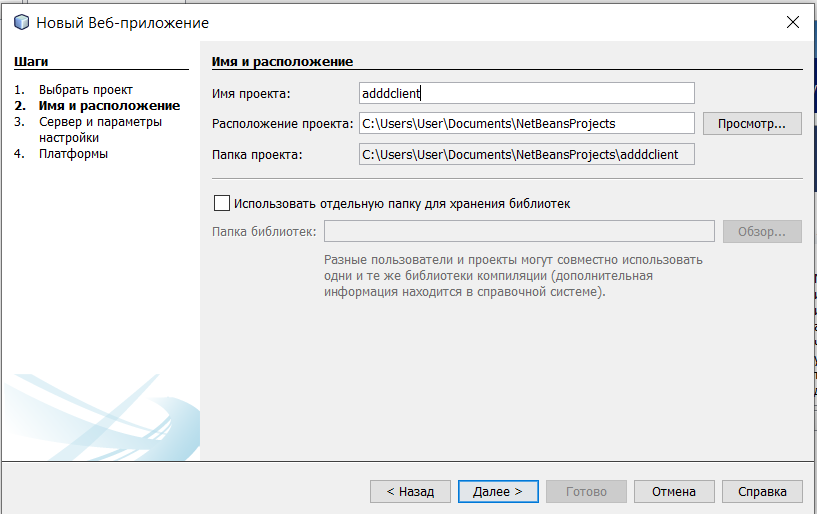 Новый Веб-приложение
Шаги
1. Выбрать проект
2. Имя и расположение
3. Сервер и параметры
настройки
4. Платформы
Имя и расположение
Имя проекта: adddclient
Расположение проекта: C:\Users\User\Documents\NetBeansProjects Просмотр...
Папка проекта: C:\Users\User\Documents\NetBeansProjects\adddclient
Использовать отдельную папку для хранения библиотек
Папка библиотек: Обзор...
Разные пользователи и проекты могут совместно использовать
одни и те же библиотеки компиляции (дополнительная
информация находится в справочной системе).
< Назад Далее > Готово Отмена Справка